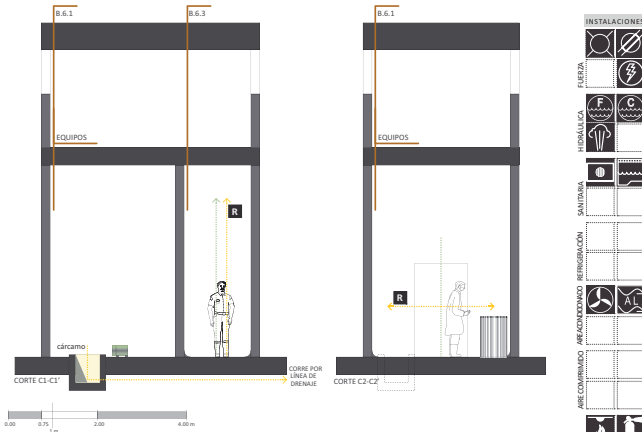 B.6.1
B.6.3
EQUIPOS
R
cárcamo
CORTE C1-C1'
CORRE POR
LÍNEA DE
DRENAJE
0.00
0.75
2.00
4.00 m
1 m
B.6.1
EQUIPOS
R
CORTE C2-C2'
INSTALACIONES
FUERZA
HIDRÁULICA
F
C
SANITARIA
REFRIGERACIÓN
AIRE ACONDICIONADO
AL
AIRE COMPRIMIDO